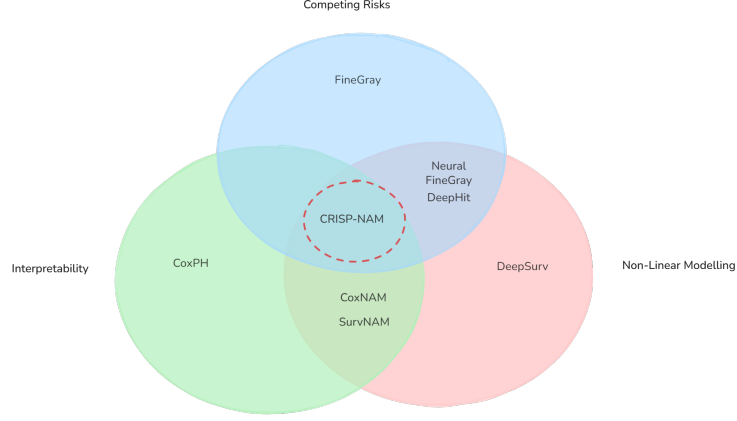 Competing Risks
FineGray
Neural
FineGray
DeepHit
CRISP-NAM
Interpretability
CoxPH
DeepSurv
Non-Linear Modelling
CoxNAM
SurvNAM